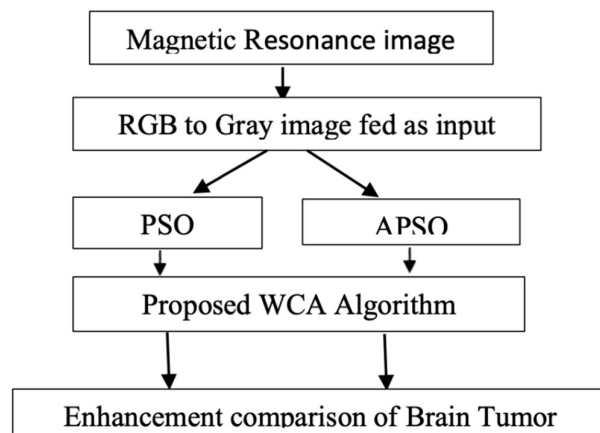 Magnetic Resonance image
RGB to Gray image fed as input
PSO
APSO
Proposed WCA Algorithm
Enhancement comparison of Brain Tumor